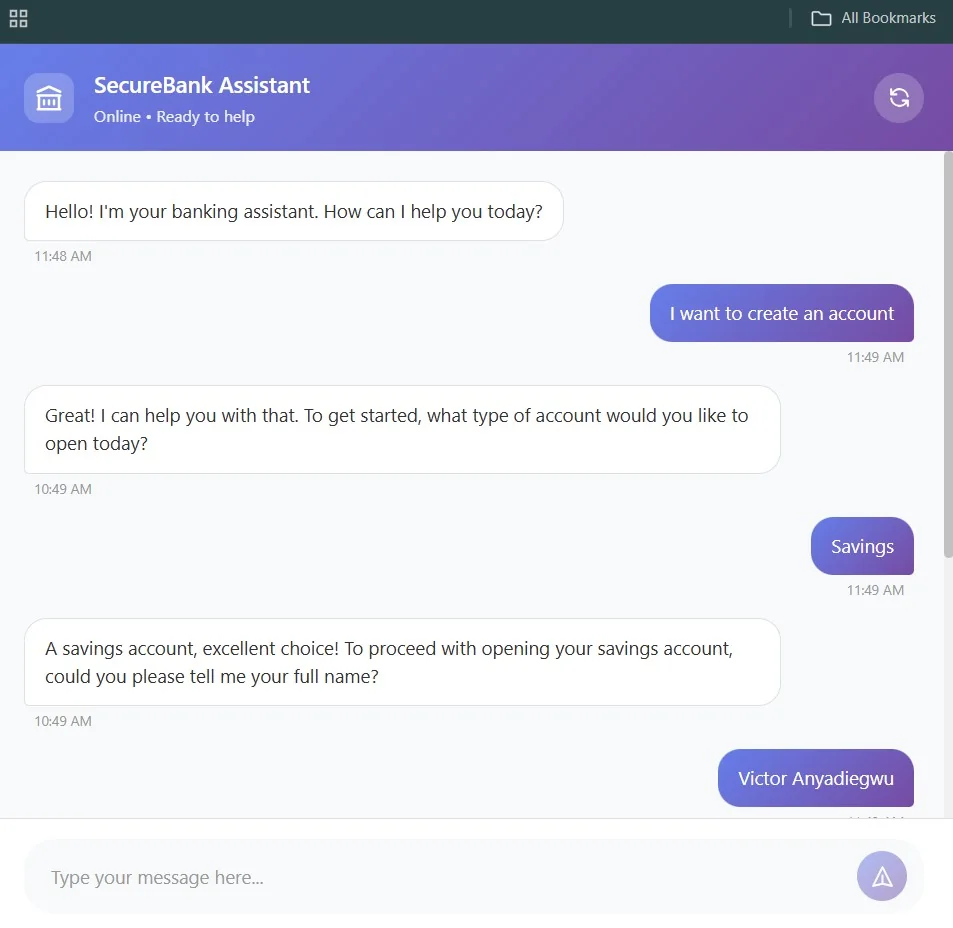 All Bookmarks
SecureBank Assistant
Online • Ready to help
Hello! I'm your banking assistant. How can I help you today?
11:48 AM
I want to create an account
11:49 AM
Great! I can help you with that. To get started, what type of account would you like to
open today?
10:49 AM
Savings
11:49 AM
A savings account, excellent choice! To proceed with opening your savings account,
could you please tell me your full name?
10:49 AM
Victor Anyadiegwu
Type your message here...